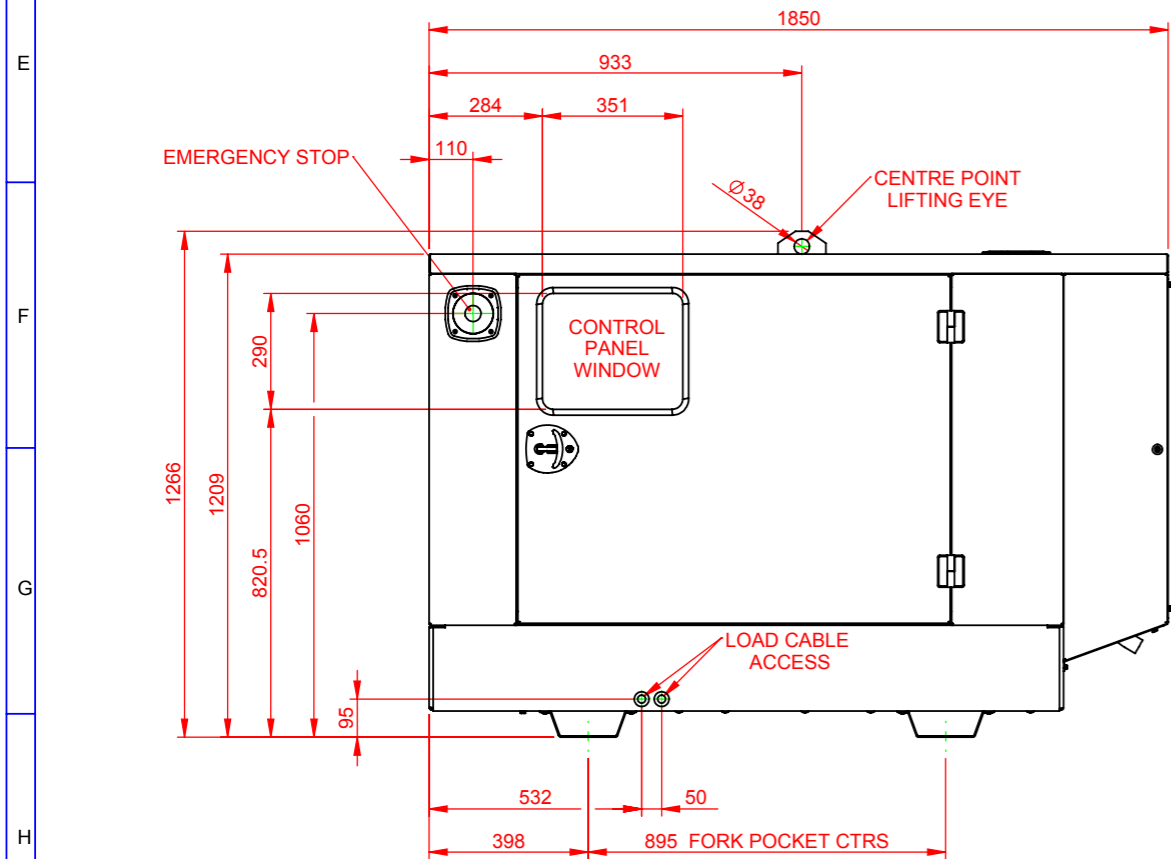 1850
E
933
284
351
EMERGENCY STOP
110
CENTRE POINT
LIFTING EYE
Ø38
F
CONTROL
PANEL
WINDOW
290
1266
1209
1060
820.5
G
LOAD CABLE
ACCESS
95
532
50
H
398
895 FORK POCKET CTRS